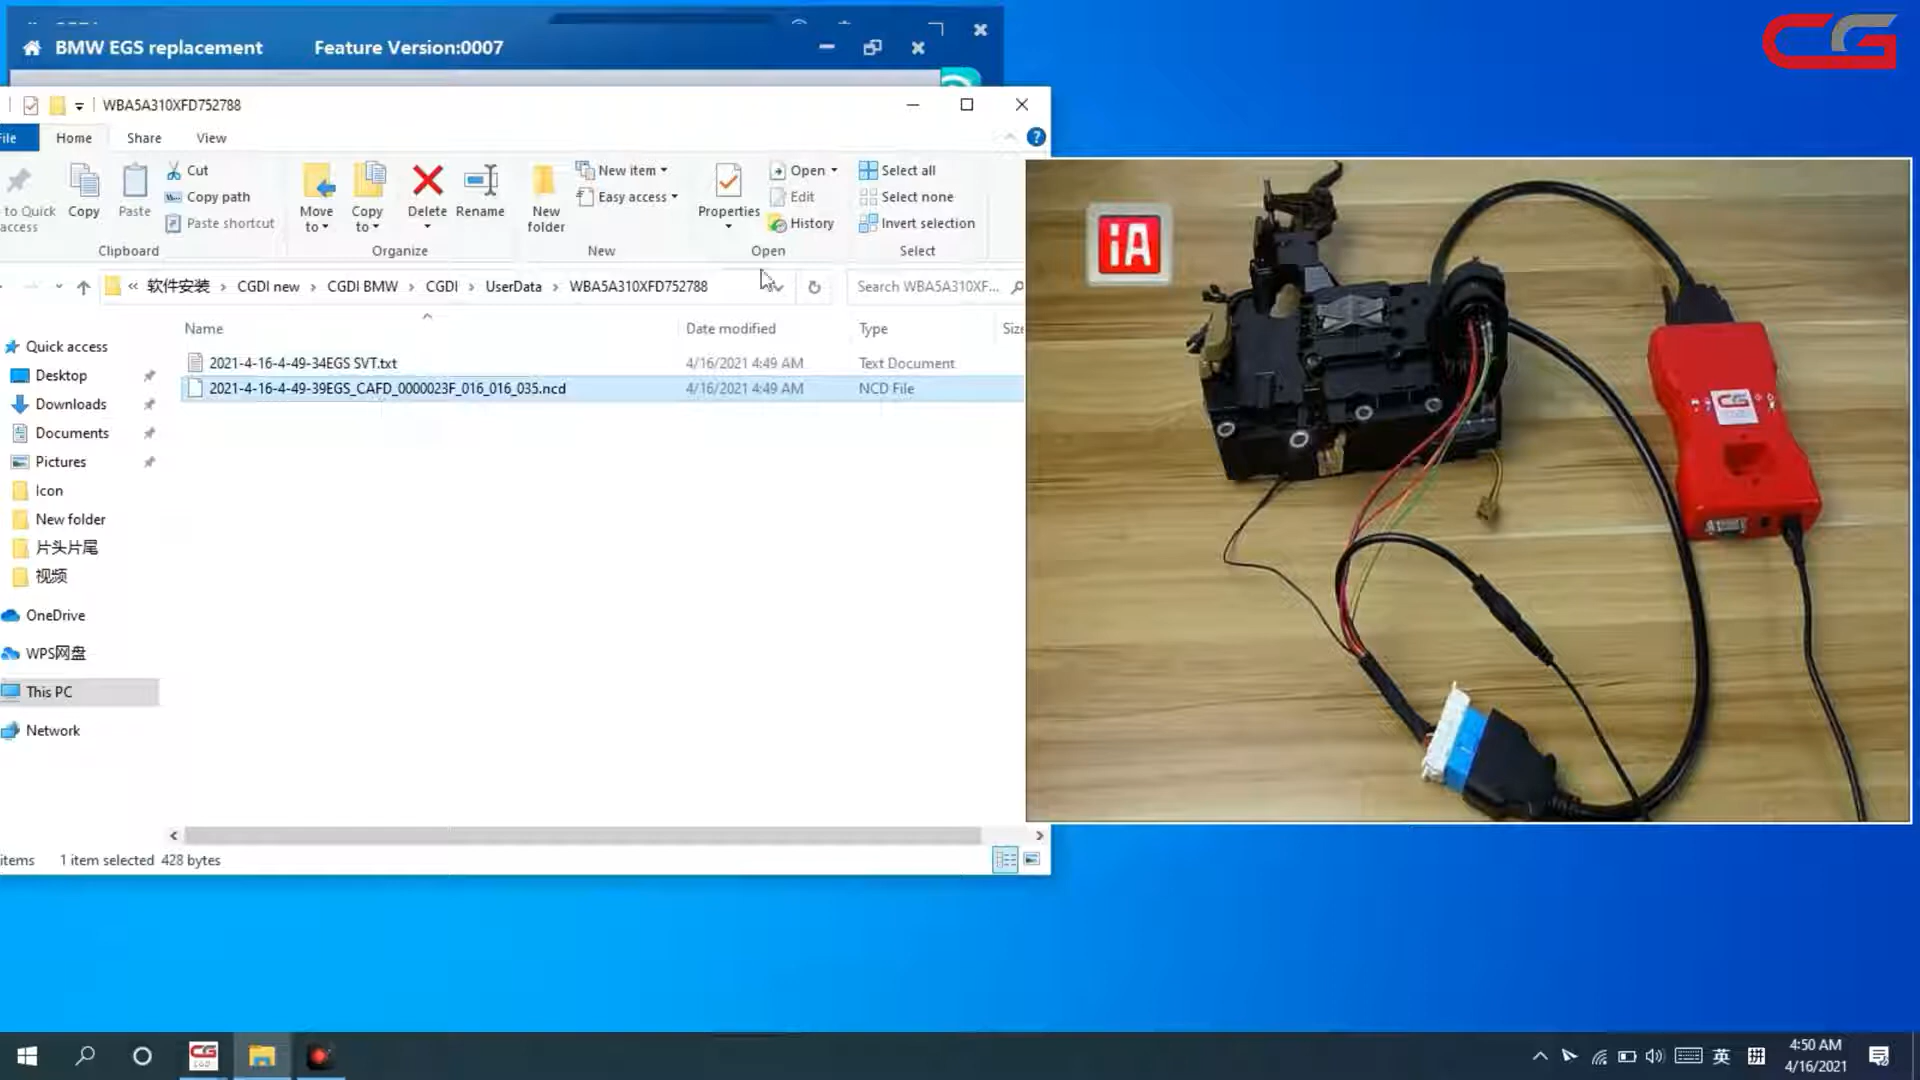 BMW EGS replacement Feature Version:0007
CG
WBA5A310XFD752788
File Home Share View
to Quick access
Copy
Paste
Cut
Copy path
Paste shortcut
Clipboard
Move to
Copy to
Delete
Rename
Organize
New folder
New item
Easy access
New
Properties
Open
Edit
History
Open
Select all
Select none
Invert selection
Select
« 软件安装 › CGDI new › CGDI BMW › CGDI › UserData › WBA5A310XFD752788
Search WBA5A310XF...
Name Date modified Type Size
2021-4-16-4-49-34EGS SVT.txt 4/16/2021 4:49 AM Text Document
2021-4-16-4-49-39EGS_CAFD_0000023F_016_016_035.ncd 4/16/2021 4:49 AM NCD File
Quick access
Desktop
Downloads
Documents
Pictures
Icon
New folder
片头片尾
视频
OneDrive
WPS网盘
This PC
Network
items 1 item selected 428 bytes
iA
CG
CG
英
拼
4:50 AM
4/16/2021